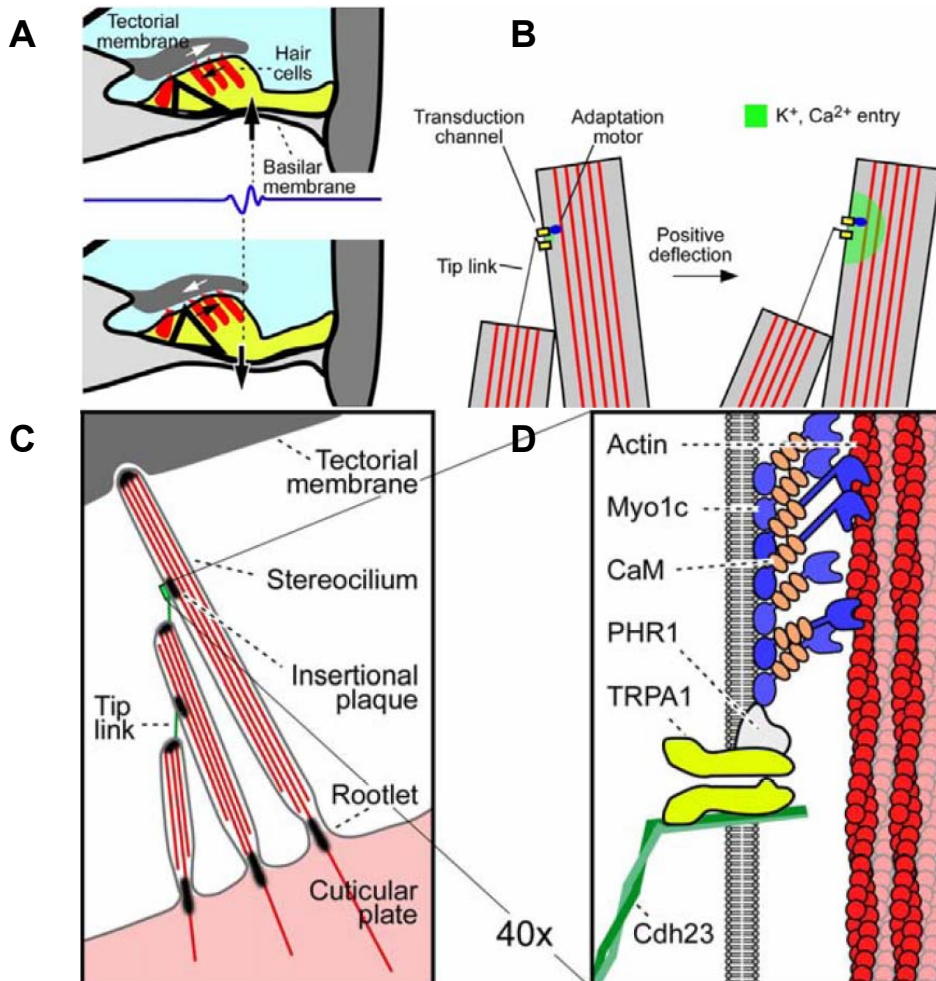 A
Tectorial
membrane
Hair
cells
Basilar
membrane
B
Transduction
channel
Adaptation
motor
K⁺, Ca²⁺ entry
Tip link
Positive
deflection
C
Tectorial
membrane
Stereocilium
Insertional
plaque
Tip
link
Rootlet
Cuticular
plate
40x
D
Actin
Myo1c
CaM
PHR1
TRPA1
Cdh23